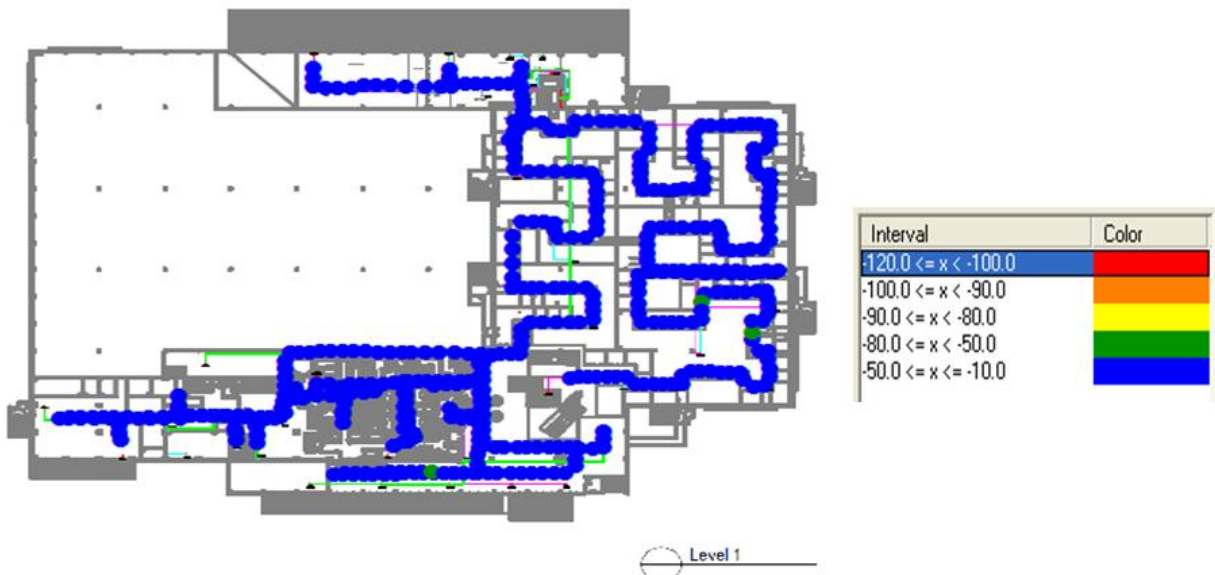 Interval Color
-120.0 <= x < -100.0
-100.0 <= x < -90.0
-90.0 <= x < -80.0
-80.0 <= x < -50.0
-50.0 <= x <= -10.0
Level 1